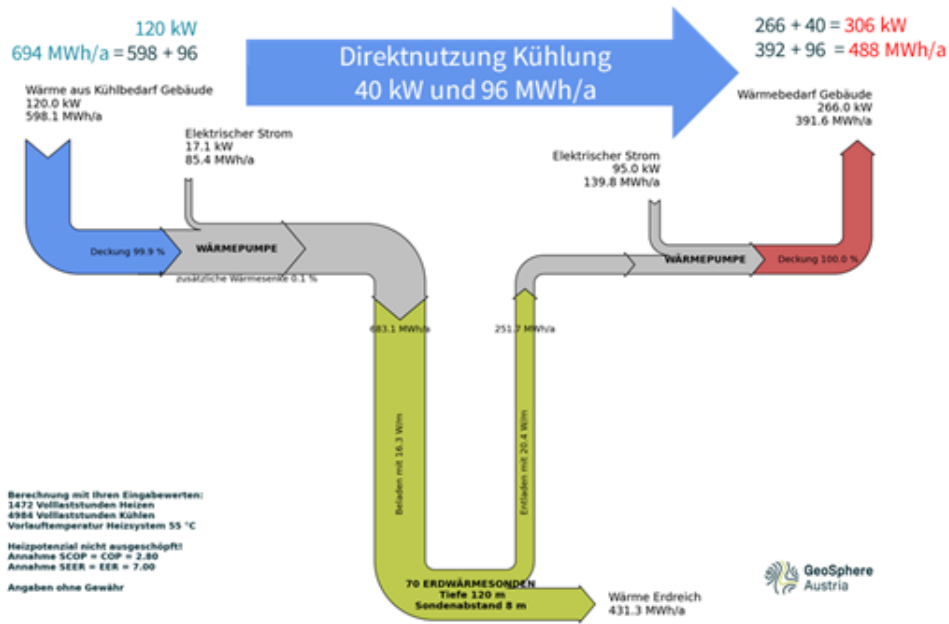 120 kW
694 MWh/a = 598 + 96
Direktnutzung Kühlung
40 kW und 96 MWh/a
266 + 40 = 306 kW
392 + 96 = 488 MWh/a
Wärme aus Kühlbedarf Gebäude
120.0 kW
598.1 MWh/a
Elektrischer Strom
17.1 kW
85.4 MWh/a
Elektrischer Strom
95.0 kW
139.8 MWh/a
Wärmebedarf Gebäude
266.0 kW
391.6 MWh/a
Deckung 99.9 %
WÄRMEPUMPE
zusätzliche Wärmesenke 0.1 %
WÄRMEPUMPE
Deckung 100.0 %
683.1 MWh/a
251.7 MWh/a
Beladen mit 16.3 W/m
Entladen mit 20.4 W/m
Berechnung mit Ihren Eingabewerten:
1472 Volllaststunden Heizen
4984 Volllaststunden Kühlen
Vorlauftemperatur Heizsystem 55 °C
Heizpotenzial nicht ausgeschöpft!
Annahme SCOP = COP = 2.80
Annahme SEER = EER = 7.00
Angaben ohne Gewähr
70 ERDWÄRMESONDEN
Tiefe 120 m
Sondenabstand 8 m
Wärme Erdreich
431.3 MWh/a
GeoSphere
Austria